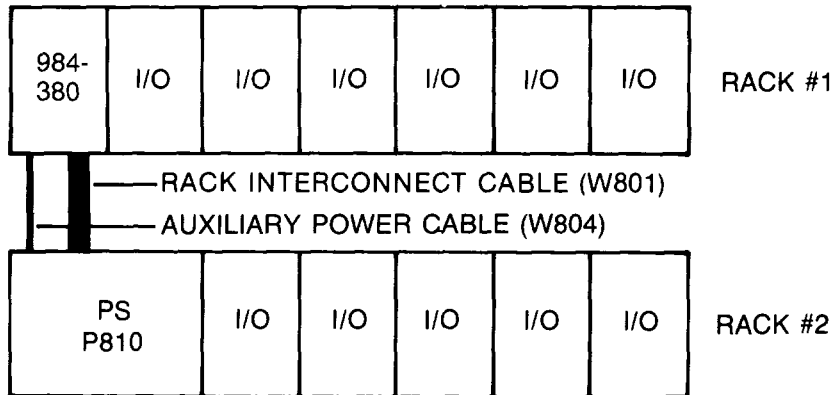 984-
380
I/O I/O I/O I/O I/O I/O
RACK #1
RACK INTERCONNECT CABLE (W801)
AUXILIARY POWER CABLE (W804)
PS
P810
I/O I/O I/O I/O I/O
RACK #2